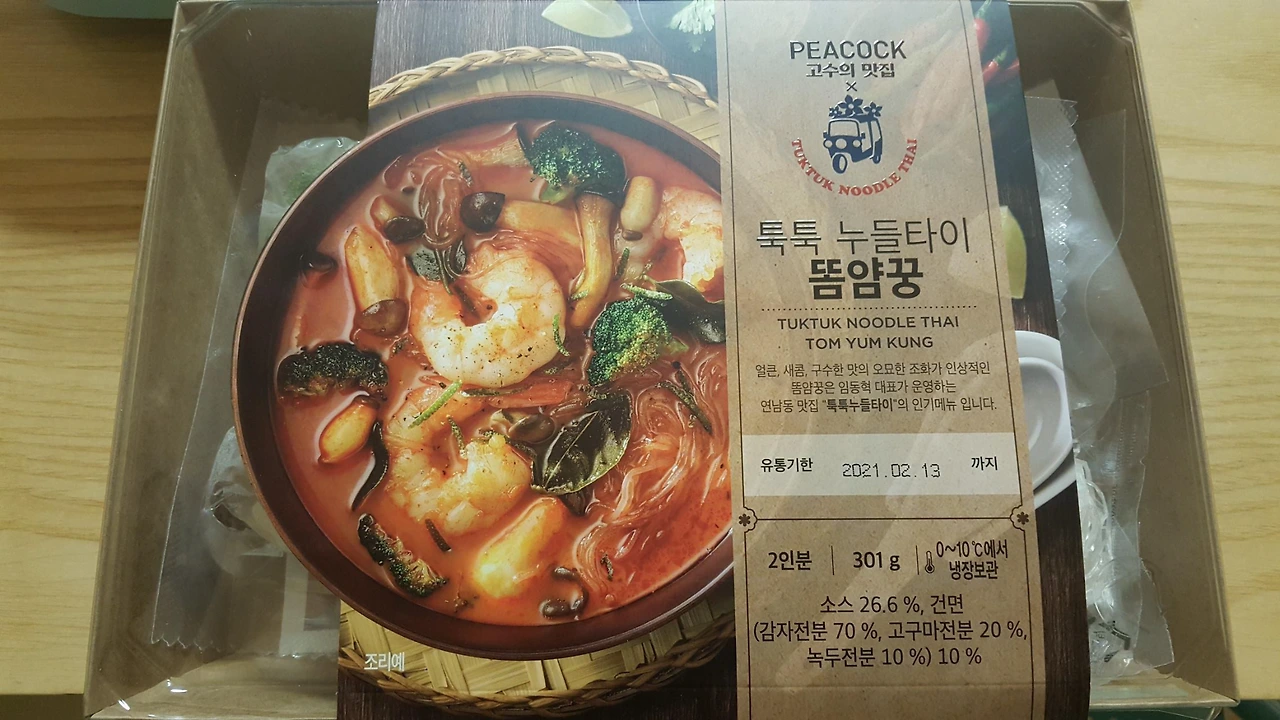 PEACOCK
고수의 맛집
×
TUKTUK NOODLE THAI
툭툭 누들타이
똠얌꿍
TUKTUK NOODLE THAI
TOM YUM KUNG
얼큰, 새콤, 구수한 맛의 오묘한 조화가 인상적인
똠얌꿍은 임동혁 대표가 운영하는
연남동 맛집 "툭툭누들타이"의 인기메뉴 입니다.
유통기한 2021.02.13 까지
2인분 301 g 0~10℃에서
냉장보관
소스 26.6 %, 건면
(감자전분 70 %, 고구마전분 20 %,
녹두전분 10 %) 10 %
조리예